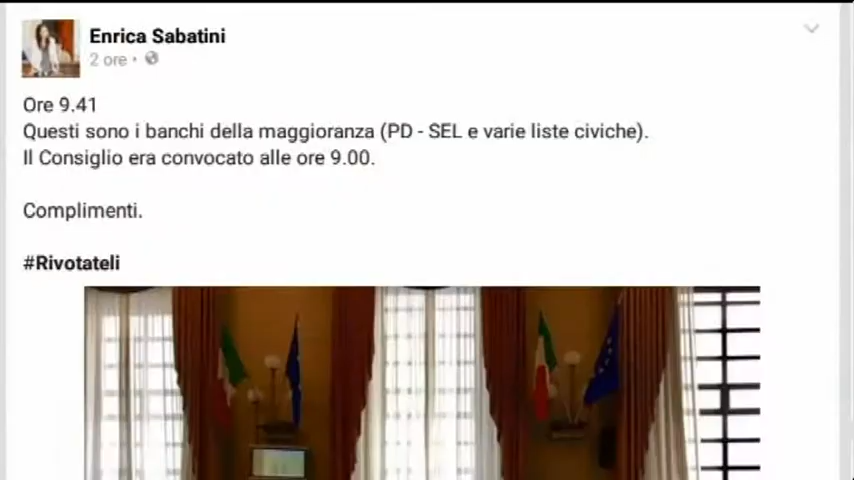 Enrica Sabatini
2 ore
Ore 9.41
Questi sono i banchi della maggioranza (PD - SEL e varie liste civiche).
Il Consiglio era convocato alle ore 9.00.
Complimenti.
#Rivotateli